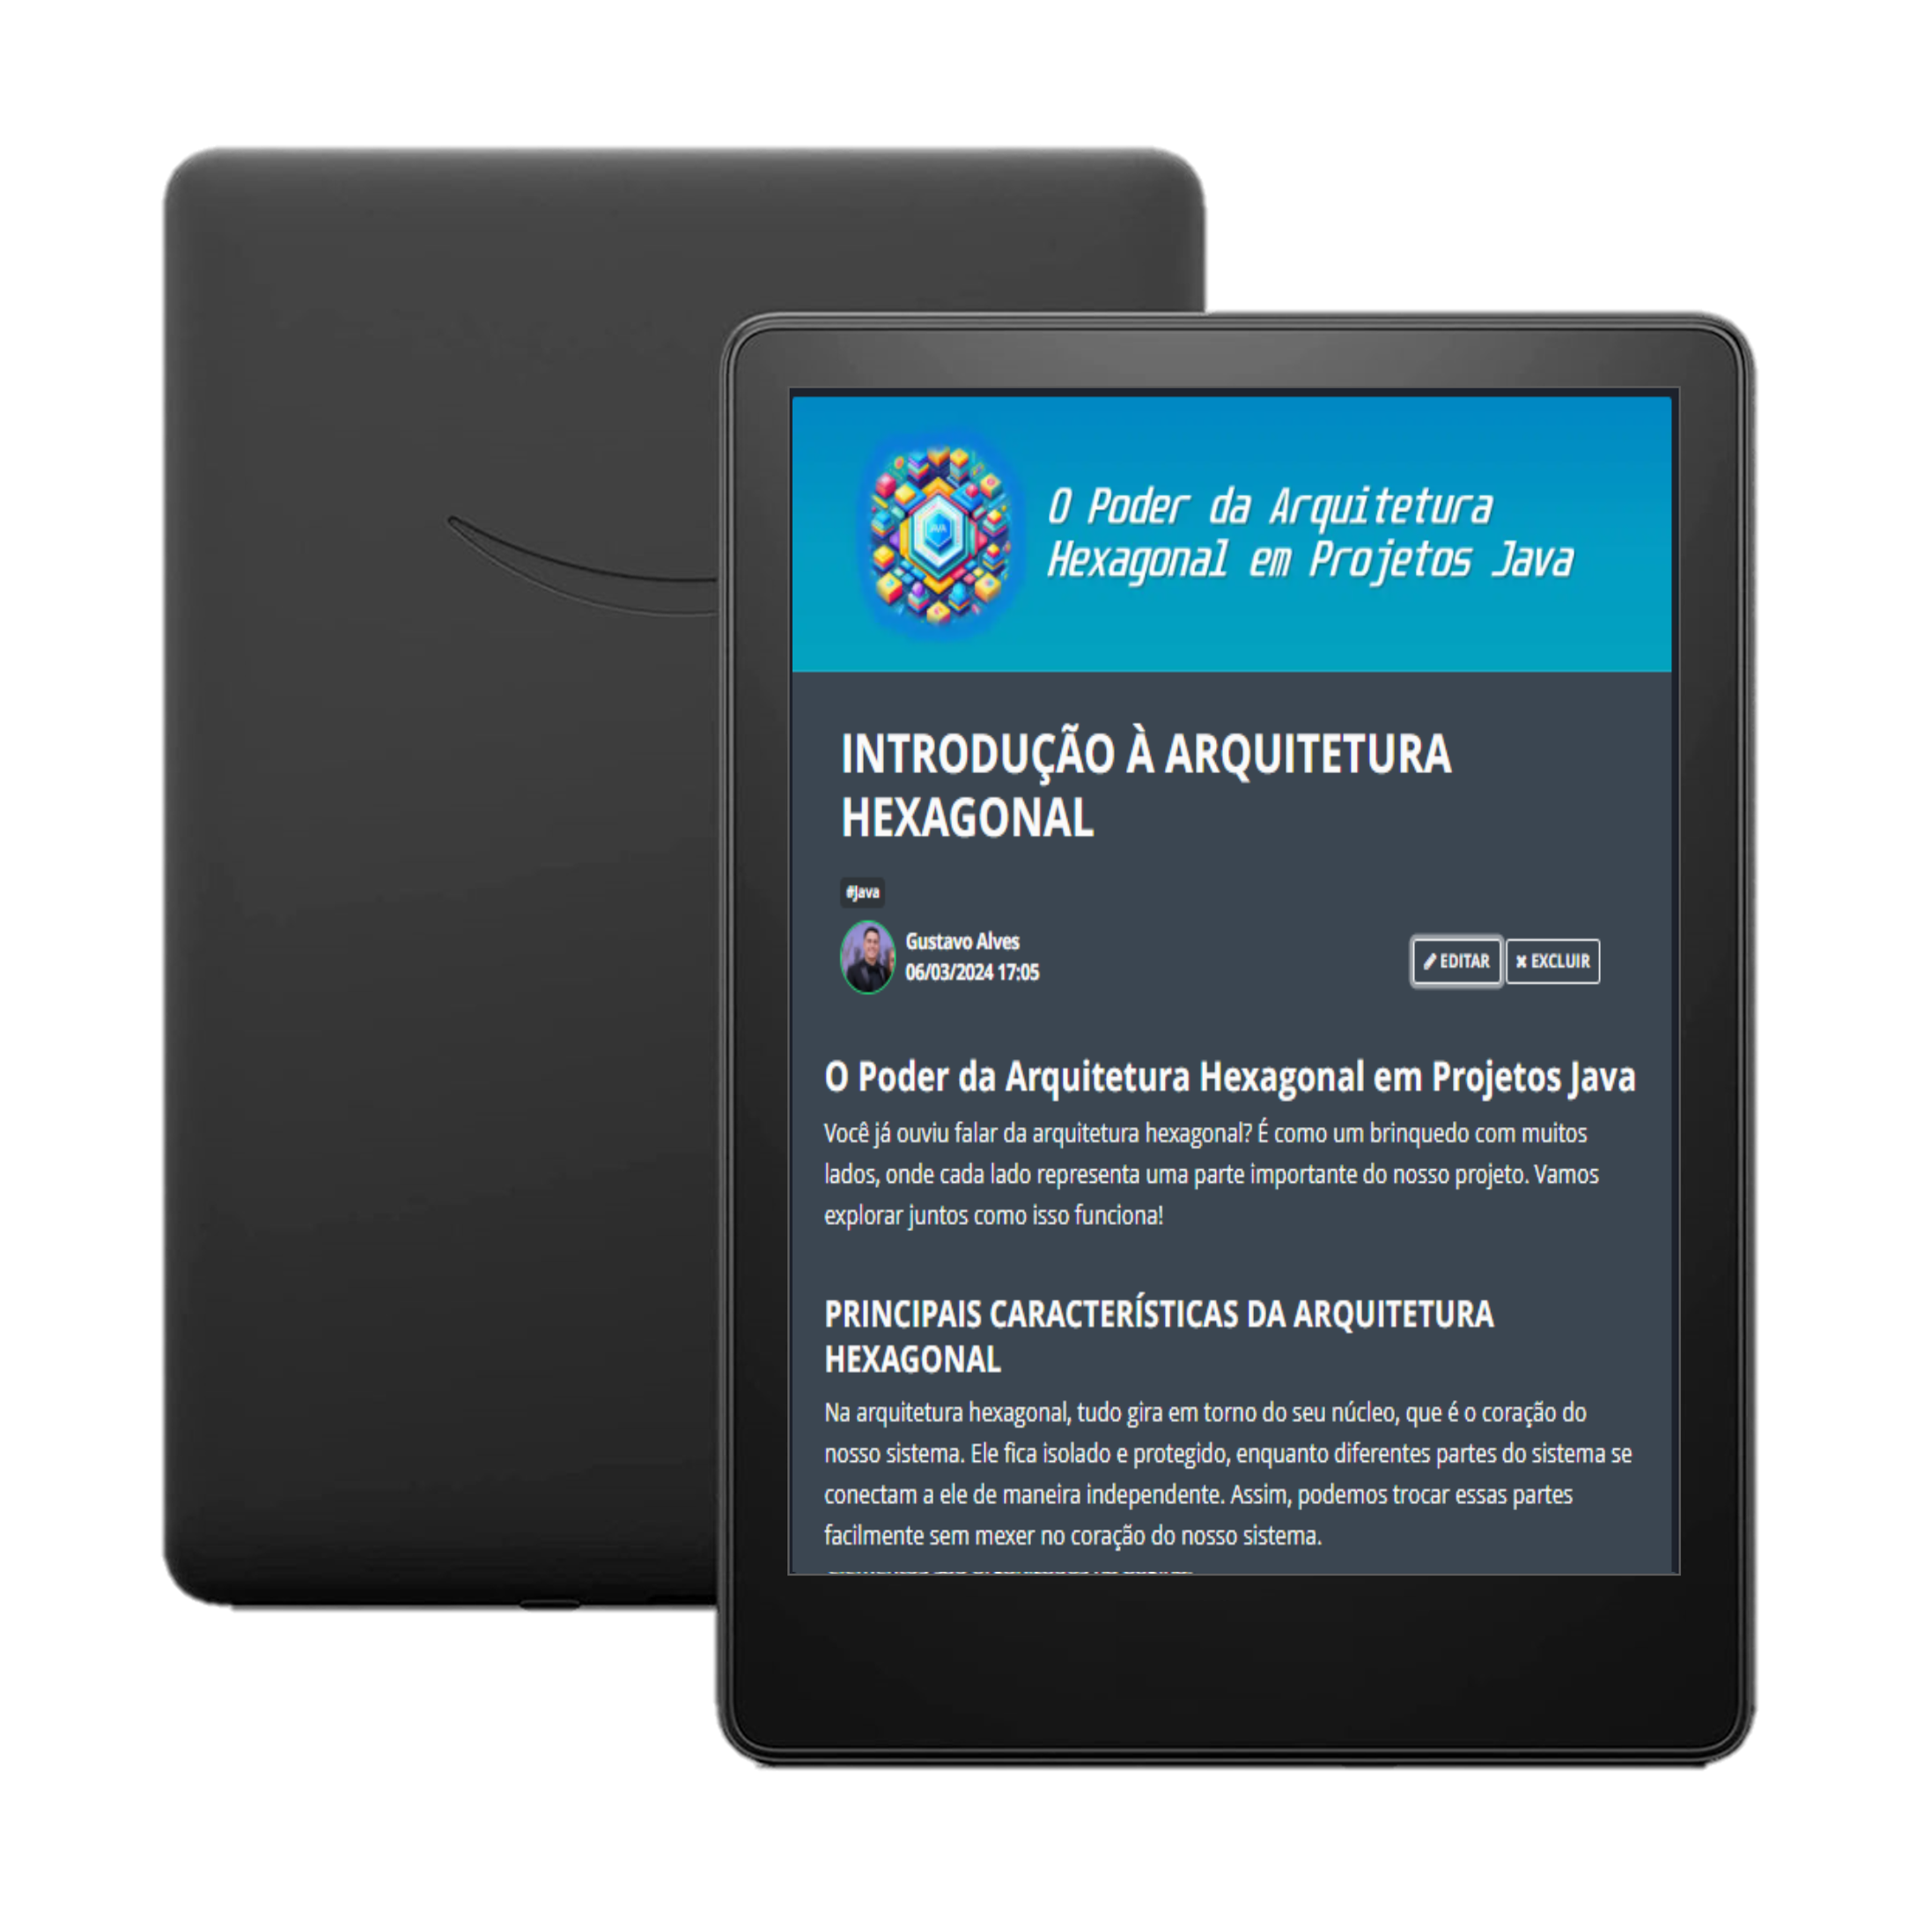 JAVA
O Poder da Arquitetura
Hexagonal em Projetos Java
INTRODUÇÃO À ARQUITETURA
HEXAGONAL
#Java
Gustavo Alves
06/03/2024 17:05
EDITAR
EXCLUIR
O Poder da Arquitetura Hexagonal em Projetos Java
Você já ouviu falar da arquitetura hexagonal? É como um brinquedo com muitos
lados, onde cada lado representa uma parte importante do nosso projeto. Vamos
explorar juntos como isso funciona!
PRINCIPAIS CARACTERÍSTICAS DA ARQUITETURA
HEXAGONAL
Na arquitetura hexagonal, tudo gira em torno do seu núcleo, que é o coração do
nosso sistema. Ele fica isolado e protegido, enquanto diferentes partes do sistema se
conectam a ele de maneira independente. Assim, podemos trocar essas partes
facilmente sem mexer no coração do nosso sistema.